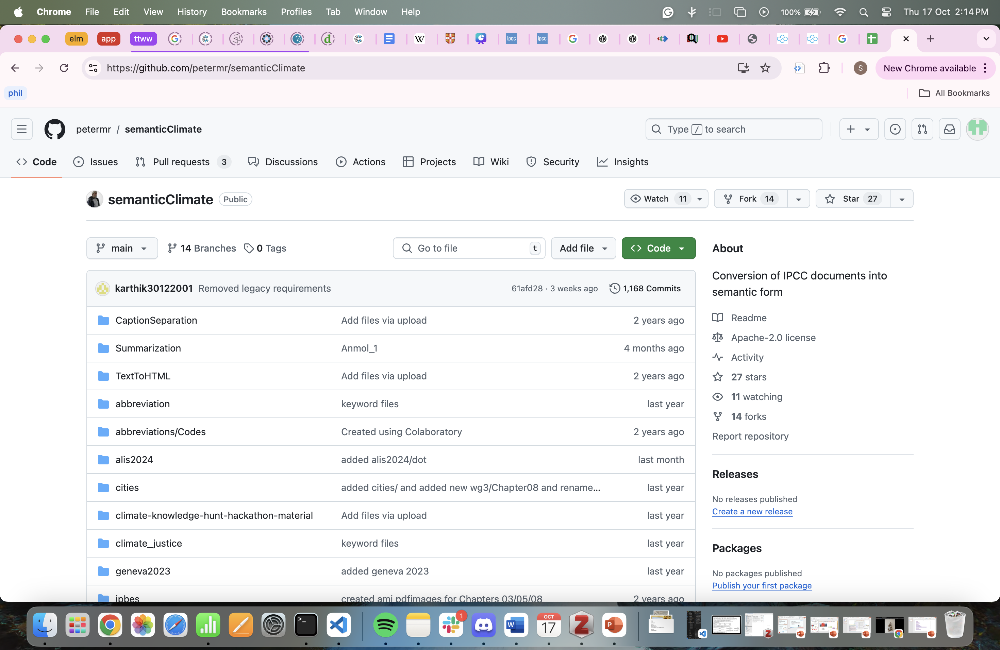 Chrome File Edit View History Bookmarks Profiles Tab Window Help 100% Thu 17 Oct 2:14 PM
elm app ttww
https://github.com/petermr/semanticClimate New Chrome available
phil All Bookmarks
petermr / semanticClimate Type / to search
Code Issues Pull requests 3 Discussions Actions Projects Wiki Security Insights
semanticClimate Public Watch 11 Fork 14 Star 27
main 14 Branches 0 Tags Go to file t Add file Code
karthik30122001 Removed legacy requirements 61afd28 · 3 weeks ago 1,168 Commits
CaptionSeparation Add files via upload 2 years ago
Summarization Anmol_1 4 months ago
TextToHTML Add files via upload 2 years ago
abbreviation keyword files last year
abbreviations/Codes Created using Colaboratory 2 years ago
alis2024 added alis2024/dot last month
cities added cities/ and added new wg3/Chapter08 and rename... last year
climate-knowledge-hunt-hackathon-material Add files via upload last year
climate_justice keyword files last year
geneva2023 added geneva 2023 last year
ipbes created ami pdfimages for Chapters 03/05/08 2 years ago
About
Conversion of IPCC documents into
semantic form
Readme
Apache-2.0 license
Activity
27 stars
11 watching
14 forks
Report repository
Releases
No releases published
Create a new release
Packages
No packages published
Publish your first package
1
OCT
17